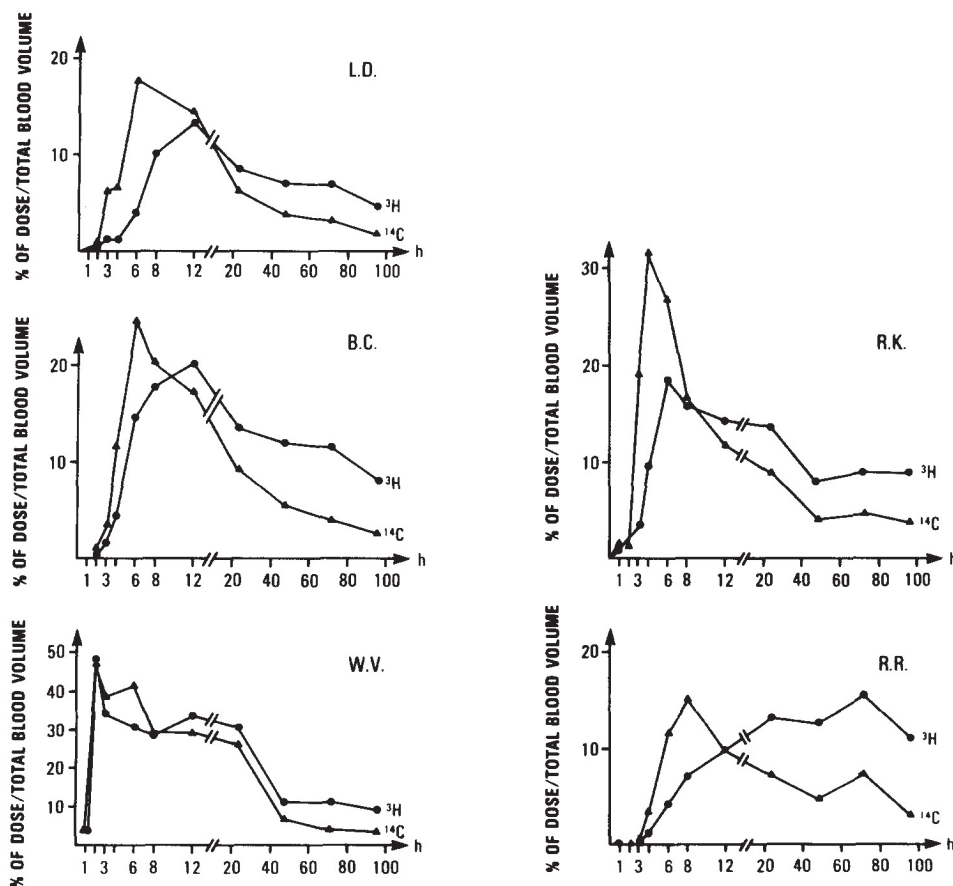 % OF DOSE/TOTAL BLOOD VOLUME
20
10
L.D.
³H
¹⁴C
1 3 6 8 12 20 40 60 80 100 h
% OF DOSE/TOTAL BLOOD VOLUME
20
10
B.C.
³H
¹⁴C
1 3 6 8 12 20 40 60 80 100 h
% OF DOSE/TOTAL BLOOD VOLUME
50
40
30
20
10
W.V.
³H
¹⁴C
1 3 6 8 12 20 40 60 80 100 h
% OF DOSE/TOTAL BLOOD VOLUME
30
20
10
R.K.
³H
¹⁴C
1 3 6 8 12 20 40 60 80 100 h
% OF DOSE/TOTAL BLOOD VOLUME
20
10
R.R.
³H
¹⁴C
1 3 6 8 12 20 40 60 80 100 h